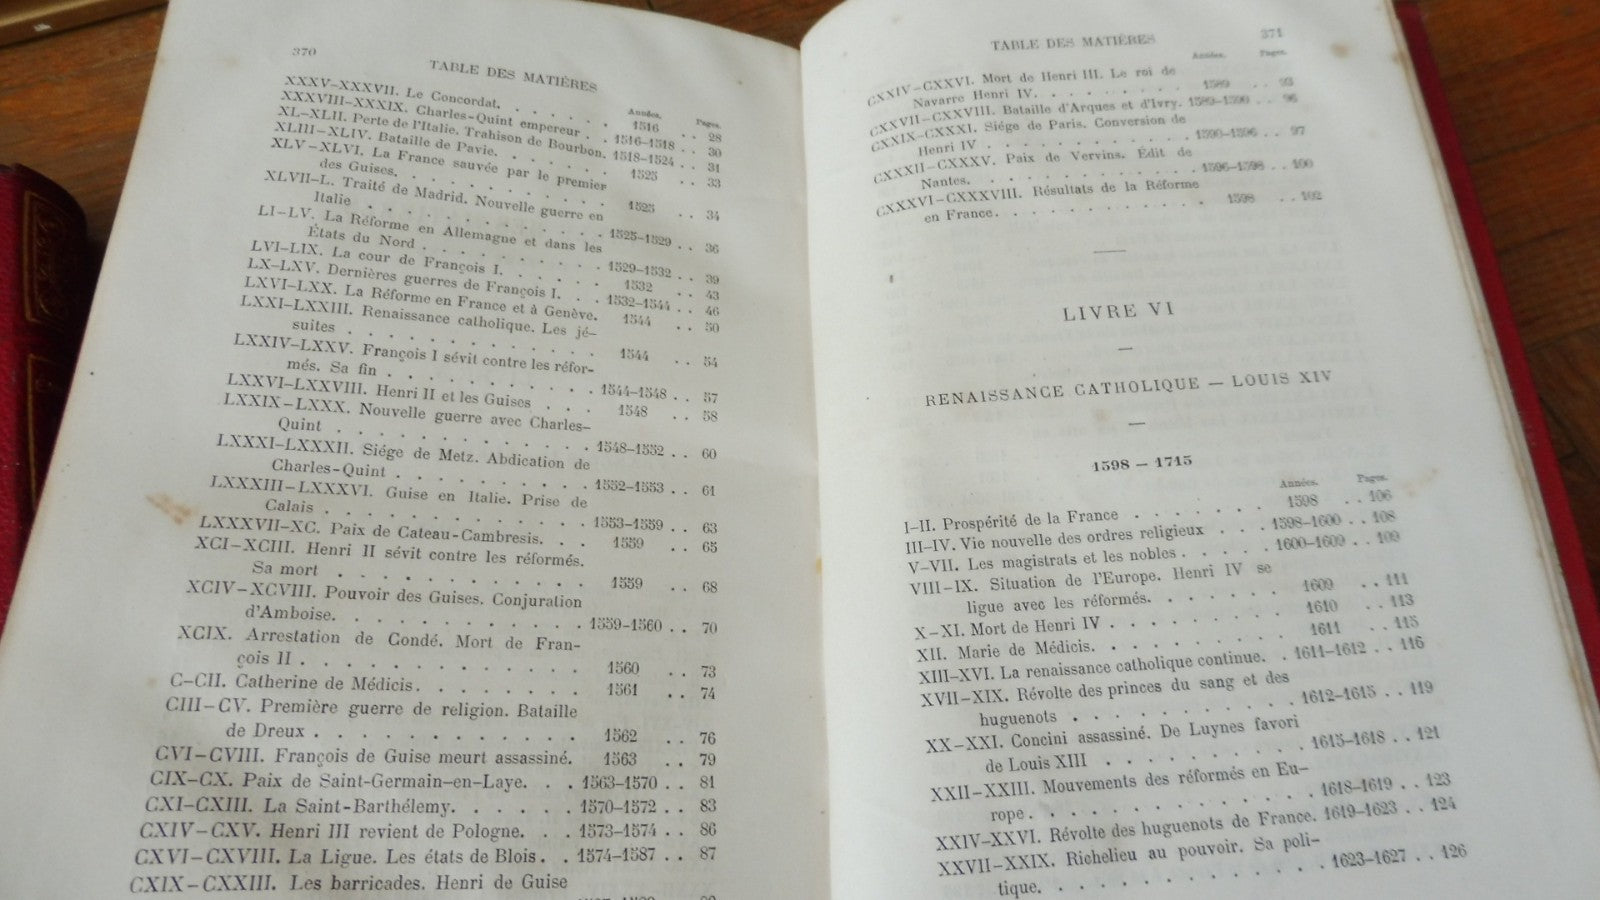 370
TABLE DES MATIÈRES
Années. Pages.
XXXV–XXXVII. Le Concordat. . . . . . 1516 . . 28
XXXVIII–XXXIX. Charles-Quint empereur . . 1516–1518 . . 30
XL–XLII. Perte de l'Italie. Trahison de Bourbon. 1518–1524 . . 31
XLIII–XLIV. Bataille de Pavie. . . . . . 1525 . . 33
XLV–XLVI. La France sauvée par le premier
des Guises. . . . . . . . . 1525 . . 34
XLVII–L. Traité de Madrid. Nouvelle guerre en
Italie . . . . . . . . . . 1525–1529 . . 36
LI–LV. La Réforme en Allemagne et dans les
États du Nord . . . . . . . . 1529–1532 . . 39
LVI–LIX. La cour de François I. . . . . . 1532 . . 43
LX–LXV. Dernières guerres de François I. . . 1532–1544 . . 46
LXVI–LXX. La Réforme en France et à Genève. 1544 . . 50
LXXI–LXXIII. Renaissance catholique. Les jé-
suites . . . . . . . . . . 1544 . . 54
LXXIV–LXXV. François I sévit contre les réfor-
més. Sa fin . . . . . . . . . 1544–1548 . . 57
LXXVI–LXXVIII. Henri II et les Guises . . . 1548 . . 58
LXXIX–LXXX. Nouvelle guerre avec Charles-
Quint . . . . . . . . . . 1548–1552 . . 60
LXXXI–LXXXII. Siége de Metz. Abdication de
Charles-Quint . . . . . . . . 1552–1553 . . 61
LXXXIII–LXXXVI. Guise en Italie. Prise de
Calais . . . . . . . . . . 1553–1559 . . 63
LXXXVII–XC. Paix de Cateau-Cambresis. . . 1559 . . 65
XCI–XCIII. Henri II sévit contre les réformés.
Sa mort . . . . . . . . . . 1559 . . 68
XCIV–XCVIII. Pouvoir des Guises. Conjuration
d'Amboise. . . . . . . . . . 1559–1560 . . 70
XCIX. Arrestation de Condé. Mort de Fran-
çois II . . . . . . . . . . 1560 . . 73
C–CII. Catherine de Médicis. . . . . . . 1561 . . 74
CIII–CV. Première guerre de religion. Bataille
de Dreux . . . . . . . . . . 1562 . . 76
CVI–CVIII. François de Guise meurt assassiné. 1563 . . 79
CIX–CX. Paix de Saint-Germain-en-Laye. . . 1563–1570 . . 81
CXI–CXIII. La Saint-Barthélemy. . . . . . 1570–1572 . . 83
CXIV–CXV. Henri III revient de Pologne. . . 1573–1574 . . 86
CXVI–CXVIII. La Ligue. Les états de Blois. . 1574–1587 . . 87
CXIX–CXXIII. Les barricades. Henri de Guise
TABLE DES MATIÈRES
371
Années. Pages.
CXXIV–CXXVI. Mort de Henri III. Le roi de
Navarre Henri IV. . . . . . . . 1589 . . 93
CXXVII–CXXVIII. Bataille d'Arques et d'Ivry. 1589–1590 . . 96
CXXIX–CXXXI. Siége de Paris. Conversion de
Henri IV . . . . . . . . . 1590–1596 . . 97
CXXXII–CXXXV. Paix de Vervins. Édit de
Nantes. . . . . . . . . . 1596–1598 . . 100
CXXXVI–CXXXVIII. Résultats de la Réforme
en France. . . . . . . . . . 1598 . . 102
LIVRE VI
RENAISSANCE CATHOLIQUE — LOUIS XIV
1598 — 1715
Années. Pages.
I–II. Prospérité de la France . . . . . . 1598 . . 106
III–IV. Vie nouvelle des ordres religieux . . . 1598–1600 . . 108
V–VII. Les magistrats et les nobles . . . . . 1600–1609 . . 109
VIII–IX. Situation de l'Europe. Henri IV se
ligue avec les réformés. . . . . . 1609 . . 111
X–XI. Mort de Henri IV . . . . . . . 1610 . . 113
XII. Marie de Médicis. . . . . . . . 1611 . . 115
XIII–XVI. La renaissance catholique continue. . 1611–1612 . . 116
XVII–XIX. Révolte des princes du sang et des
huguenots . . . . . . . . . 1612–1615 . . 119
XX–XXI. Concini assassiné. De Luynes favori
de Louis XIII . . . . . . . . 1615–1618 . . 121
XXII–XXIII. Mouvements des réformés en Eu-
rope. . . . . . . . . . . 1618–1619 . . 123
XXIV–XXVI. Révolte des huguenots de France. 1619–1623 . . 124
XXVII–XXIX. Richelieu au pouvoir. Sa poli-
tique. . . . . . . . . . . 1623–1627 . . 126